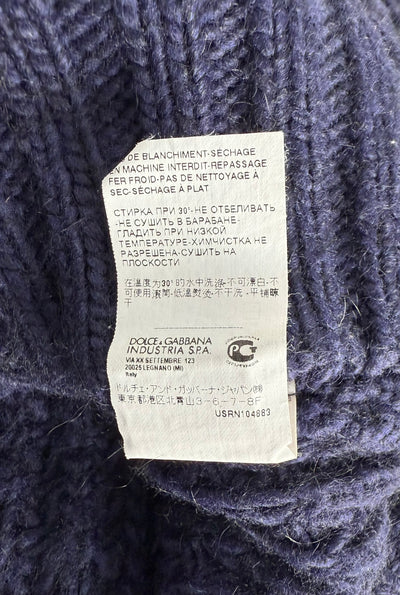 DE BLANCHIMENT-SÉCHAGE
EN MACHINE INTERDIT-REPASSAGE
FER FROID-PAS DE NETTOYAGE À
SEC-SÉCHAGE À PLAT
СТИРКА ПРИ 30°-НЕ ОТБЕЛИВАТЬ
-НЕ СУШИТЬ В БАРАБАНЕ-
ГЛАДИТЬ ПРИ НИЗКОЙ
ТЕМПЕРАТУРЕ-ХИМЧИСТКА НЕ
РАЗРЕШЕНА-СУШИТЬ НА
ПЛОСКОСТИ
在温度为30°的水中洗涤-不可漂白-不
可使用滚筒-低温熨烫-不干洗-平铺晾
干
DOLCE & GABBANA
INDUSTRIA S.P.A.
VIA XX SETTEMBRE 123
20025 LEGNANO (MI)
Italy
ドルチェ・アンド・ガッバーナ・ジャパン㈱
東京都港区北青山3-6-7-8F
USRN104683